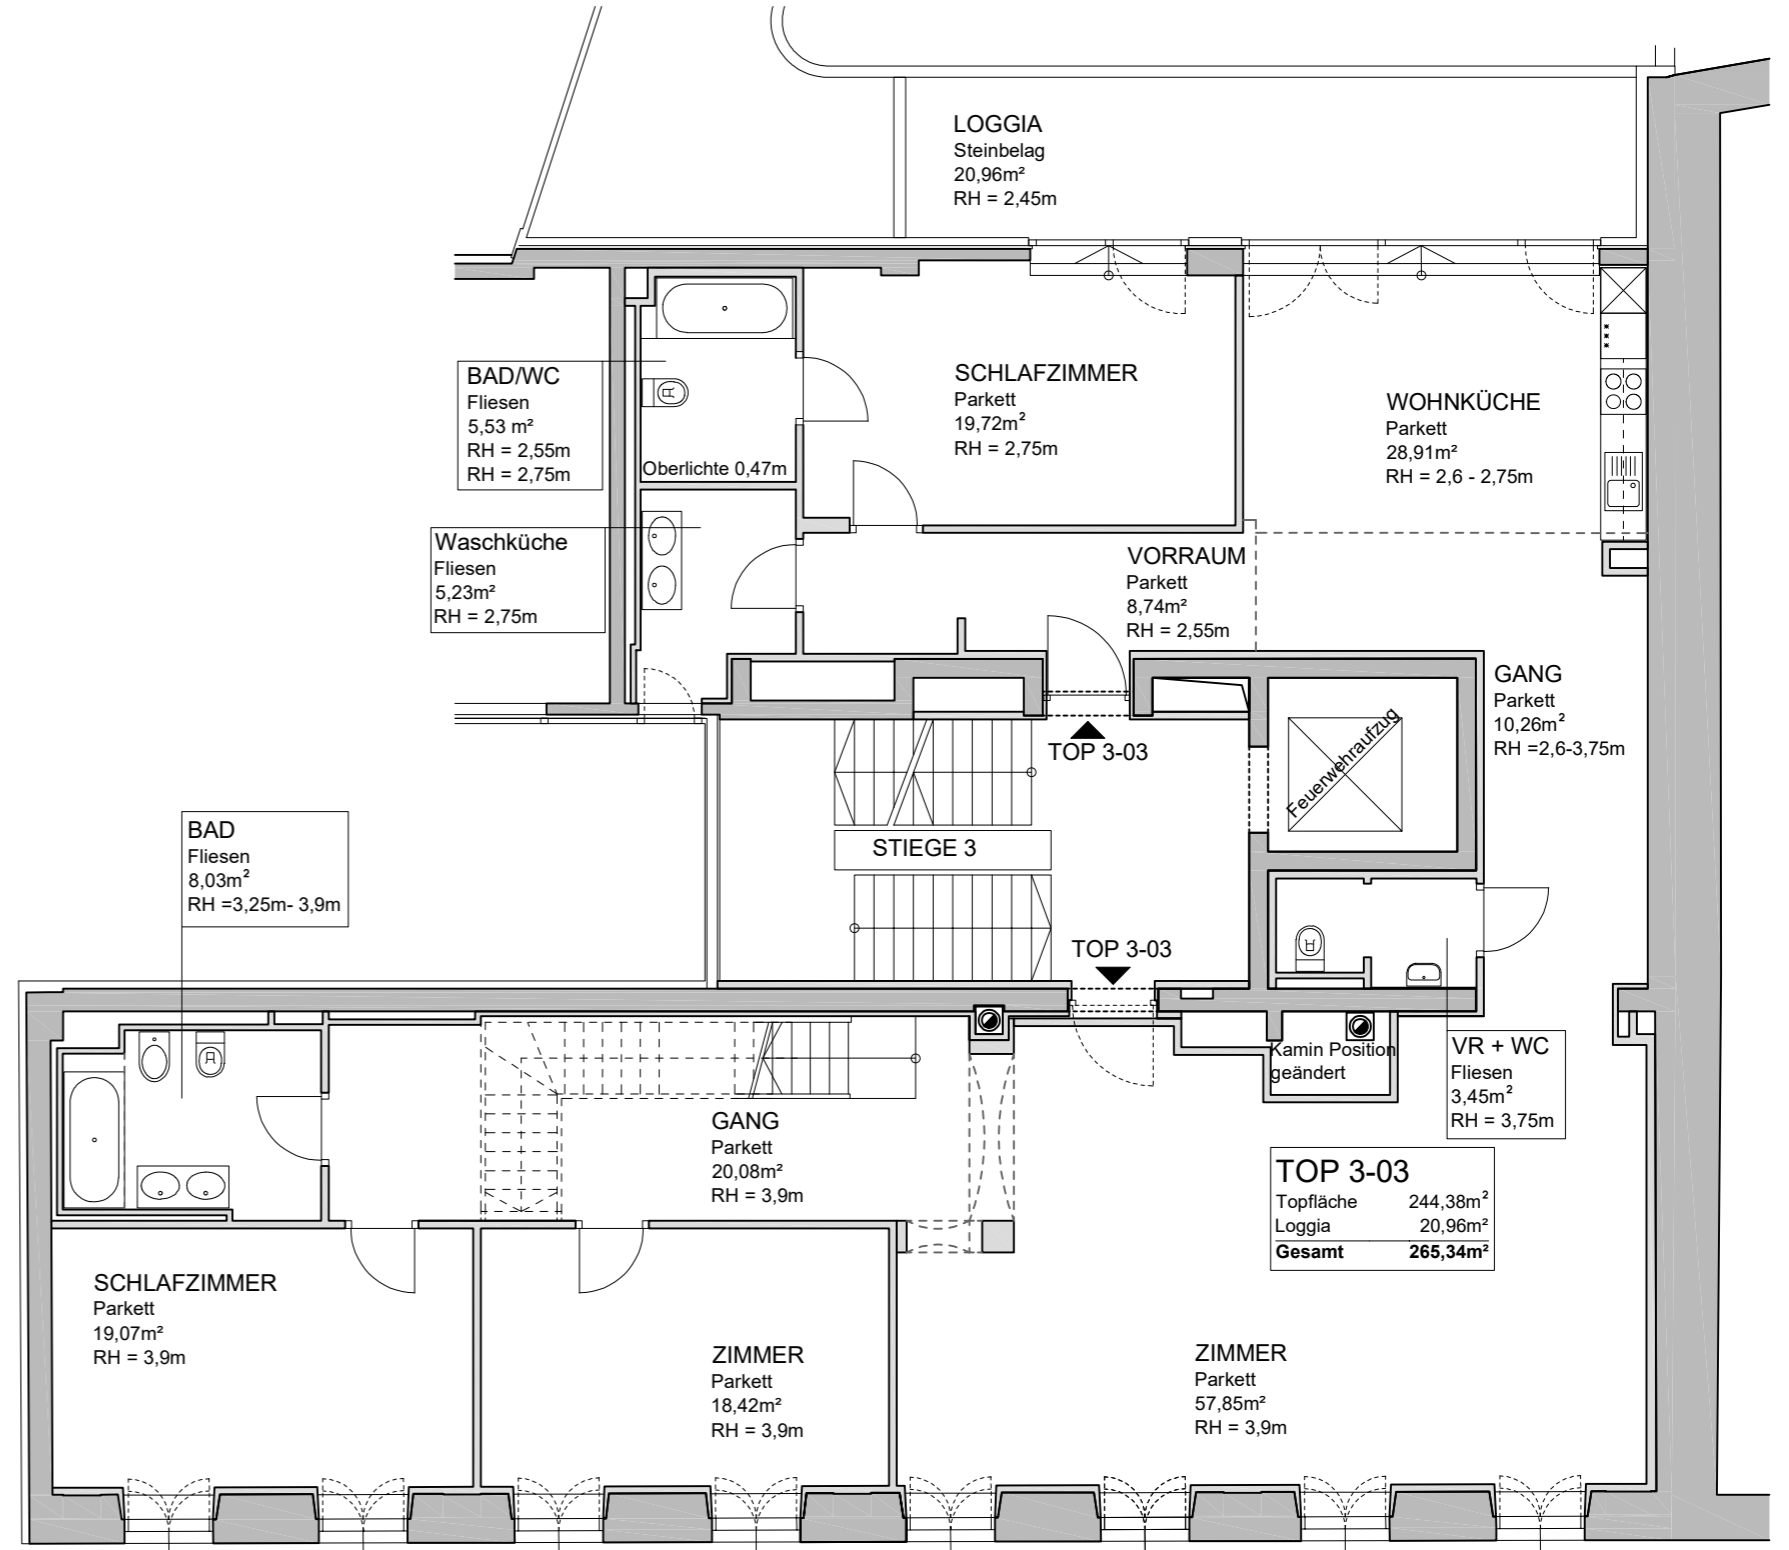 LOGGIA
Steinbelag
20,96m²
RH = 2,45m
BAD/WC
Fliesen
5,53 m²
RH = 2,55m
RH = 2,75m
Oberlichte 0,47m
SCHLAFZIMMER
Parkett
19,72m²
RH = 2,75m
WOHNKÜCHE
Parkett
28,91m²
RH = 2,6 - 2,75m
Waschküche
Fliesen
5,23m²
RH = 2,75m
VORRAUM
Parkett
8,74m²
RH = 2,55m
GANG
Parkett
10,26m²
RH =2,6-3,75m
TOP 3-03
Feuerwehraufzug
STIEGE 3
BAD
Fliesen
8,03m²
RH =3,25m- 3,9m
TOP 3-03
Kamin Position
geändert
VR + WC
Fliesen
3,45m²
RH = 3,75m
GANG
Parkett
20,08m²
RH = 3,9m
TOP 3-03
Topfläche 244,38m²
Loggia 20,96m²
Gesamt 265,34m²
SCHLAFZIMMER
Parkett
19,07m²
RH = 3,9m
ZIMMER
Parkett
18,42m²
RH = 3,9m
ZIMMER
Parkett
57,85m²
RH = 3,9m